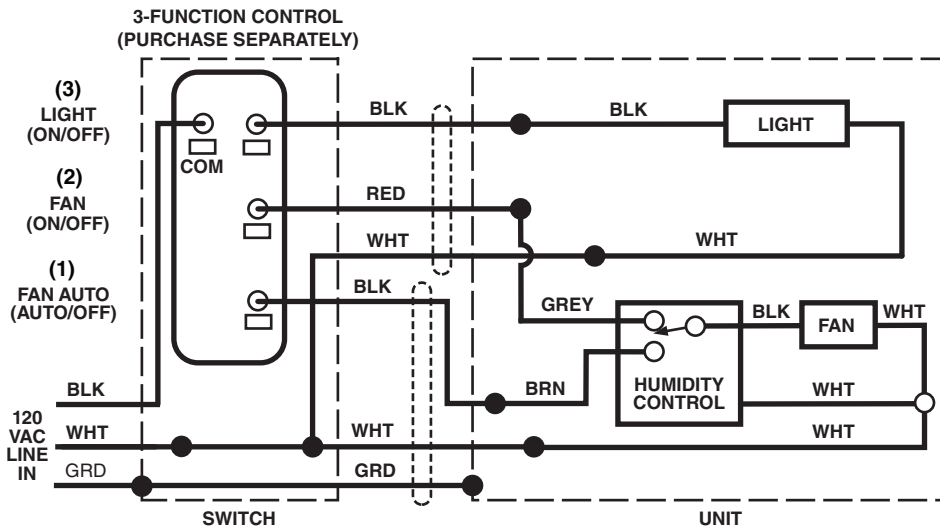 3-FUNCTION CONTROL
(PURCHASE SEPARATELY)
(3)
LIGHT
(ON/OFF)
COM
BLK
BLK
LIGHT
(2)
FAN
(ON/OFF)
RED
WHT
WHT
(1)
FAN AUTO
(AUTO/OFF)
BLK
GREY
BLK
FAN
WHT
BRN
HUMIDITY
CONTROL
WHT
BLK
120
VAC
LINE
IN
WHT
WHT
WHT
GRD
GRD
SWITCH
UNIT